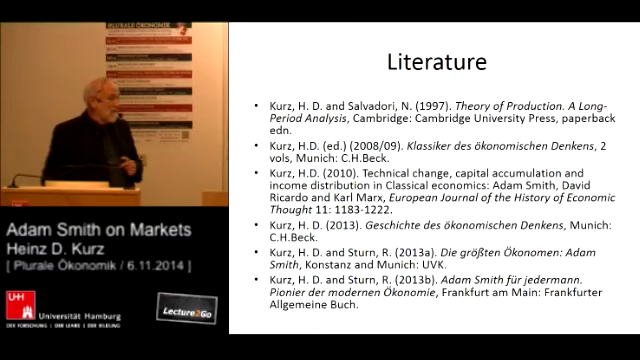 PLURALE ÖKONOMIK
Adam Smith on Markets
Heinz D. Kurz
[ Plurale Ökonomik / 6.11.2014 ]
UH
Universität Hamburg
DER FORSCHUNG | DER LEHRE | DER BILDUNG
Lecture2Go
Literature
• Kurz, H. D. and Salvadori, N. (1997). Theory of Production. A Long-
Period Analysis, Cambridge: Cambridge University Press, paperback
edn.
• Kurz, H.D. (ed.) (2008/09). Klassiker des ökonomischen Denkens, 2
vols, Munich: C.H.Beck.
• Kurz, H.D. (2010). Technical change, capital accumulation and
income distribution in Classical economics: Adam Smith, David
Ricardo and Karl Marx, European Journal of the History of Economic
Thought 11: 1183-1222.
• Kurz, H. D. (2013). Geschichte des ökonomischen Denkens, Munich:
C.H.Beck.
• Kurz, H. D. and Sturn, R. (2013a). Die größten Ökonomen: Adam
Smith, Konstanz and Munich: UVK.
• Kurz, H. D. and Sturn, R. (2013b). Adam Smith für jedermann.
Pionier der modernen Ökonomie, Frankfurt am Main: Frankfurter
Allgemeine Buch.